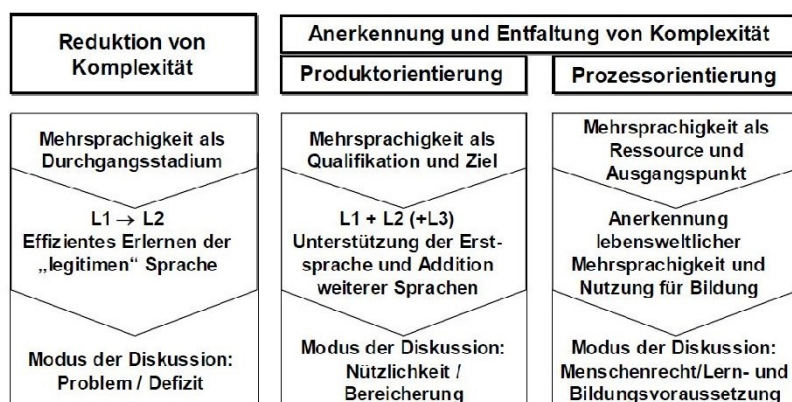 Reduktion von
Komplexität
Anerkennung und Entfaltung von Komplexität
Produktorientierung
Prozessorientierung
Mehrsprachigkeit als
Durchgangsstadium
L1 → L2
Effizientes Erlernen der
„legitimen“ Sprache
Modus der Diskussion:
Problem / Defizit
Mehrsprachigkeit als
Qualifikation und Ziel
L1 + L2 (+L3)
Unterstützung der Erst-
sprache und Addition
weiterer Sprachen
Modus der Diskussion:
Nützlichkeit /
Bereicherung
Mehrsprachigkeit als
Ressource und
Ausgangspunkt
Anerkennung
lebensweltlicher
Mehrsprachigkeit und
Nutzung für Bildung
Modus der Diskussion:
Menschenrecht/Lern- und
Bildungsvoraussetzung